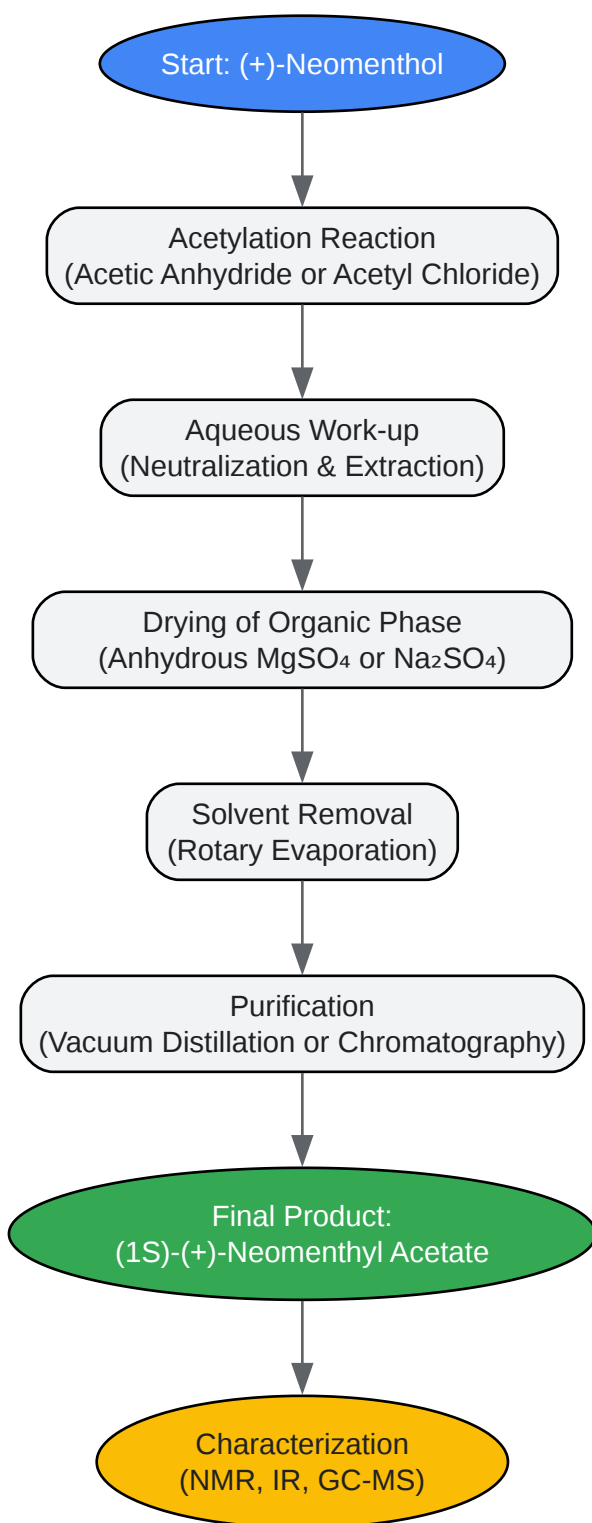 Start: (+)-Neomenthol
Acetylation Reaction
(Acetic Anhydride or Acetyl Chloride)
Aqueous Work-up
(Neutralization & Extraction)
Drying of Organic Phase
(Anhydrous MgSO₄ or Na₂SO₄)
Solvent Removal
(Rotary Evaporation)
Purification
(Vacuum Distillation or Chromatography)
Final Product:
(1S)-(+)-Neomenthyl Acetate
Characterization
(NMR, IR, GC-MS)